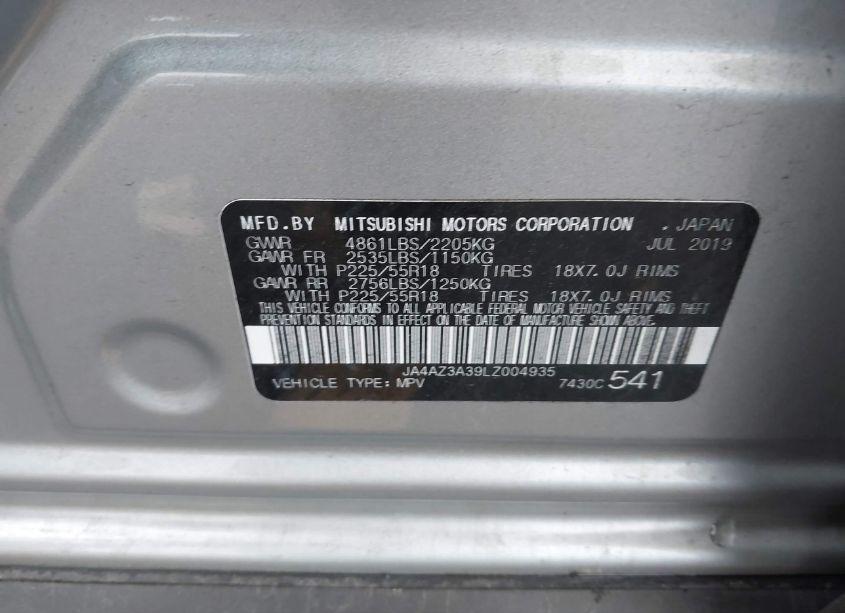 MFD.BY MITSUBISHI MOTORS CORPORATION . JAPAN
GVWR 4861LBS/2205KG JUL 2019
GAWR FR 2535LBS/1150KG
WITH P225/55R18 TIRES 18X7.0J RIMS
GAWR RR 2756LBS/1250KG
WITH P225/55R18 TIRES 18X7.0J RIMS
THIS VEHICLE CONFORMS TO ALL APPLICABLE FEDERAL MOTOR VEHICLE SAFETY AND THEFT
PREVENTION STANDARDS IN EFFECT ON THE DATE OF MANUFACTURE SHOWN ABOVE.
JA4AZ3A39LZ004935
VEHICLE TYPE: MPV 7430C 541